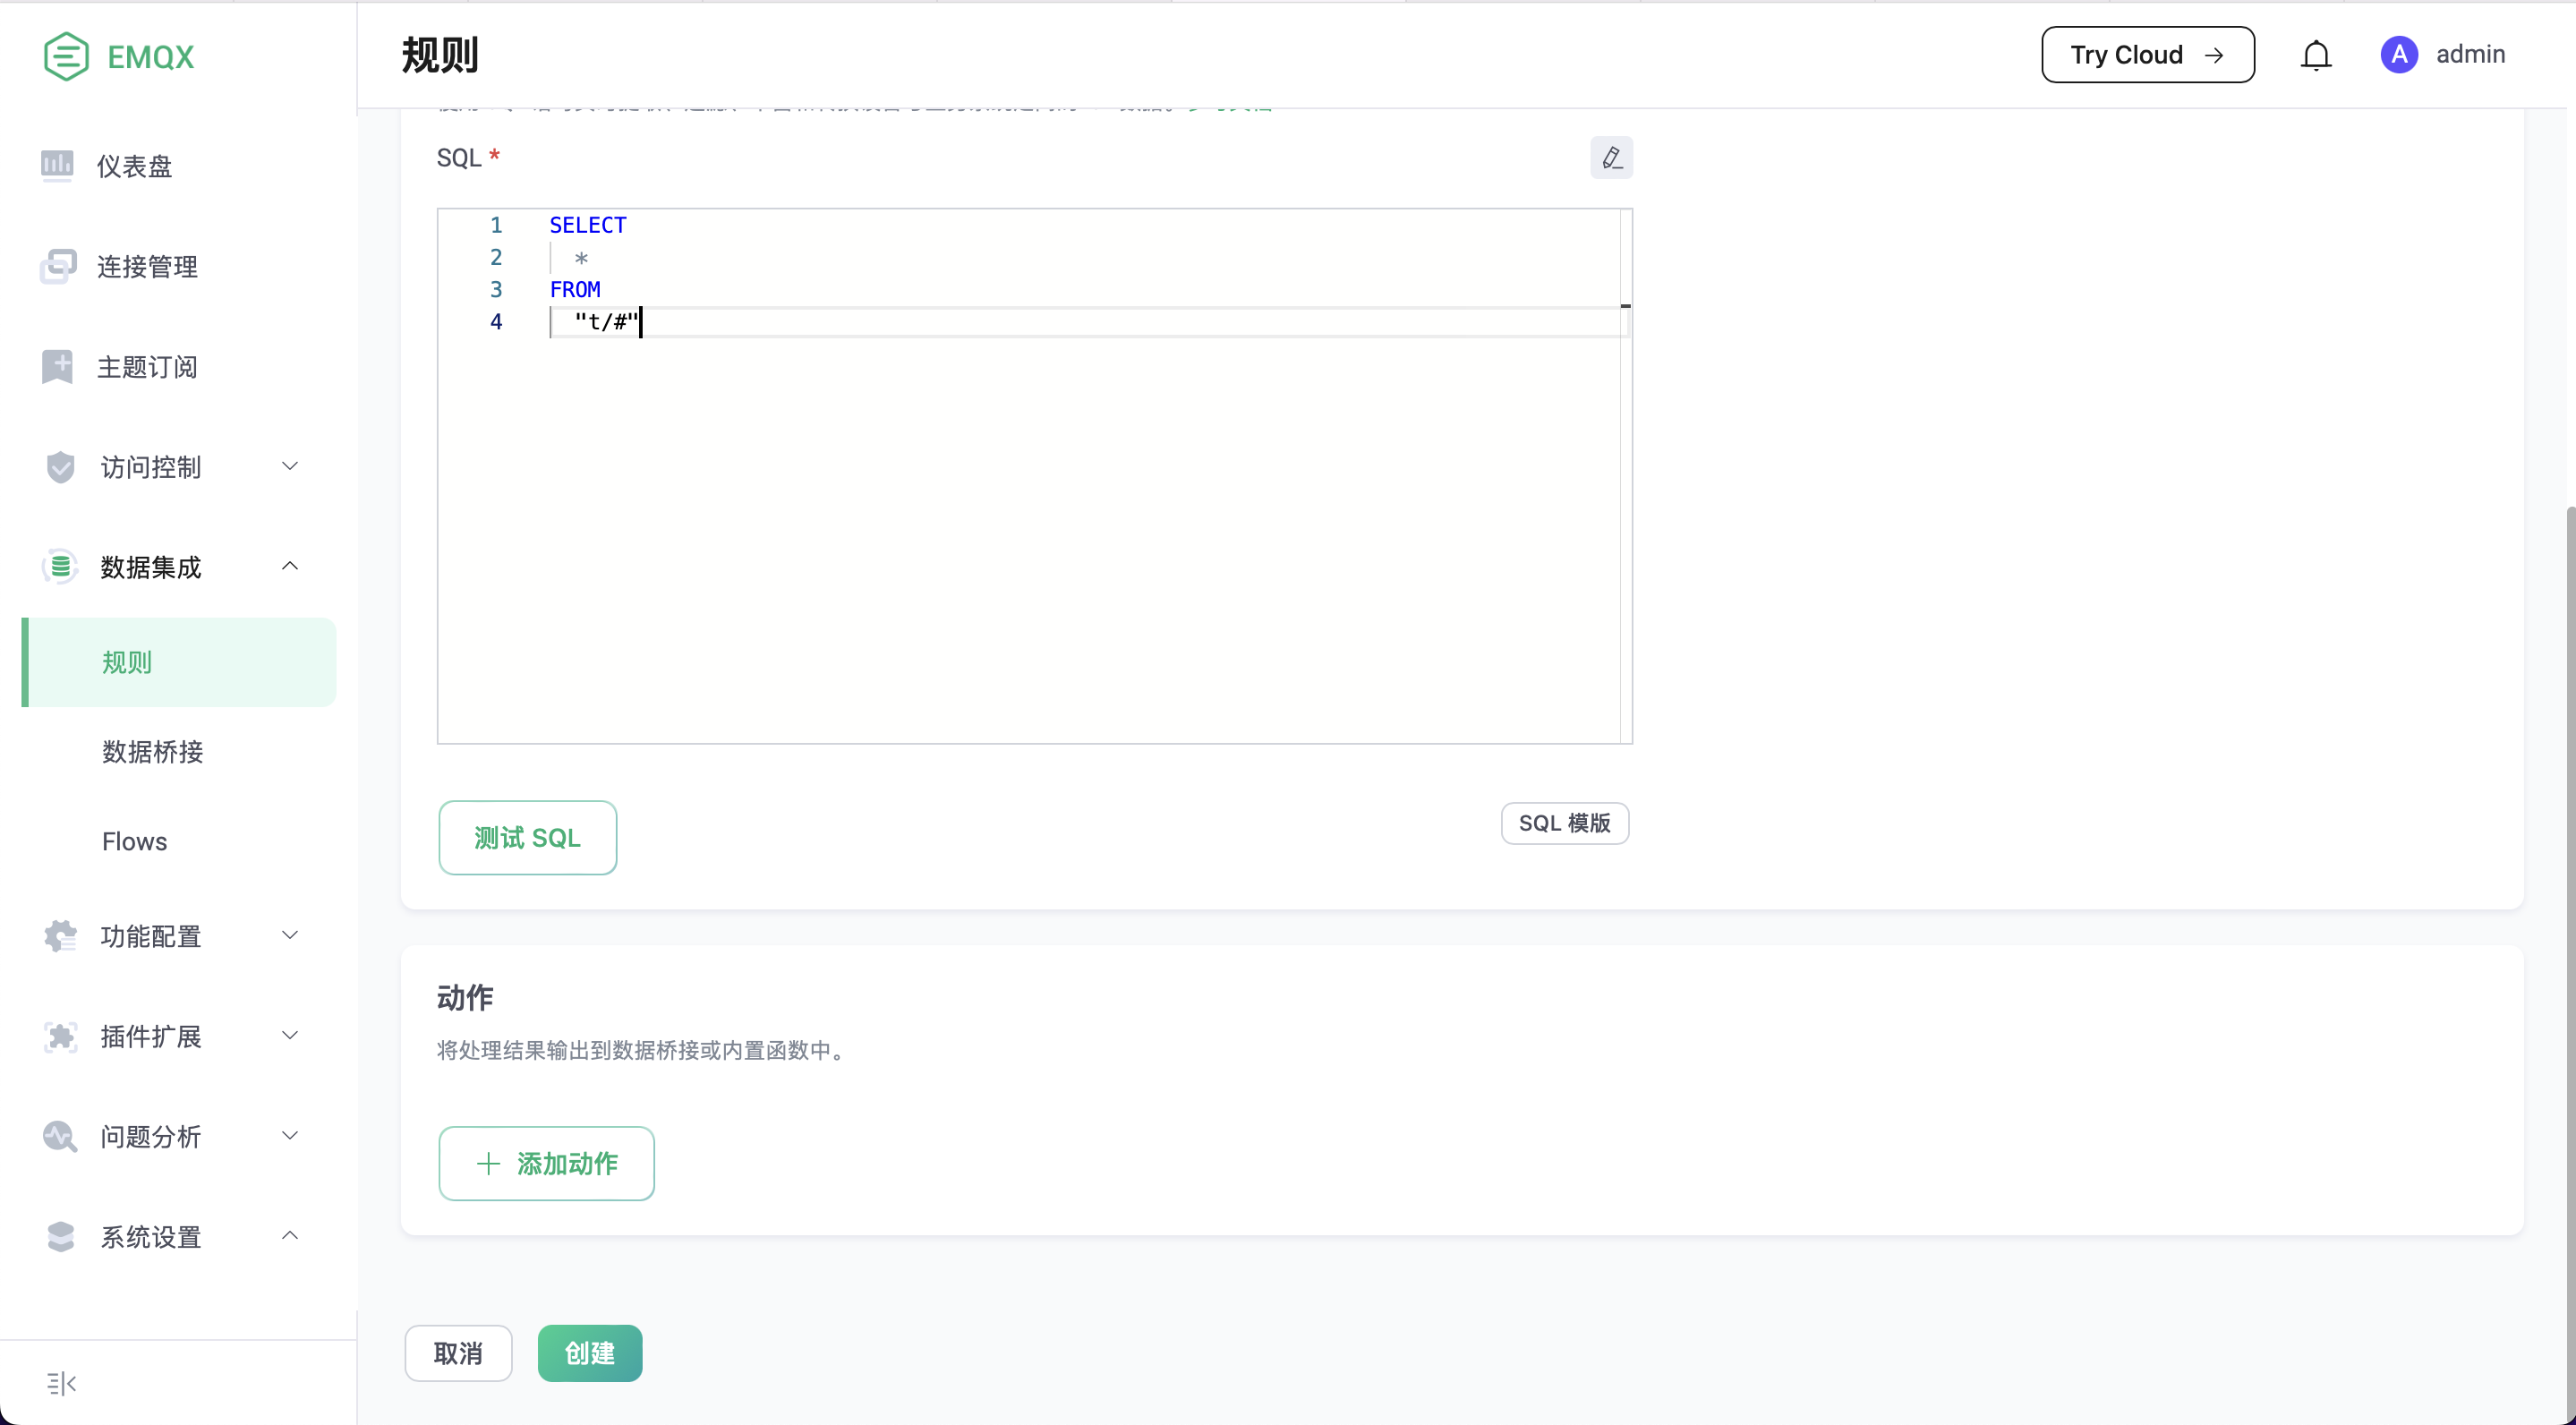 EMQX
规则
Try Cloud →
A
admin
仪表盘
连接管理
主题订阅
访问控制
数据集成
规则
数据桥接
Flows
功能配置
插件扩展
问题分析
系统设置
SQL *
1 SELECT
2 *
3 FROM
4 "t/#"
测试 SQL
SQL 模版
动作
将处理结果输出到数据桥接或内置函数中。
+ 添加动作
取消
创建